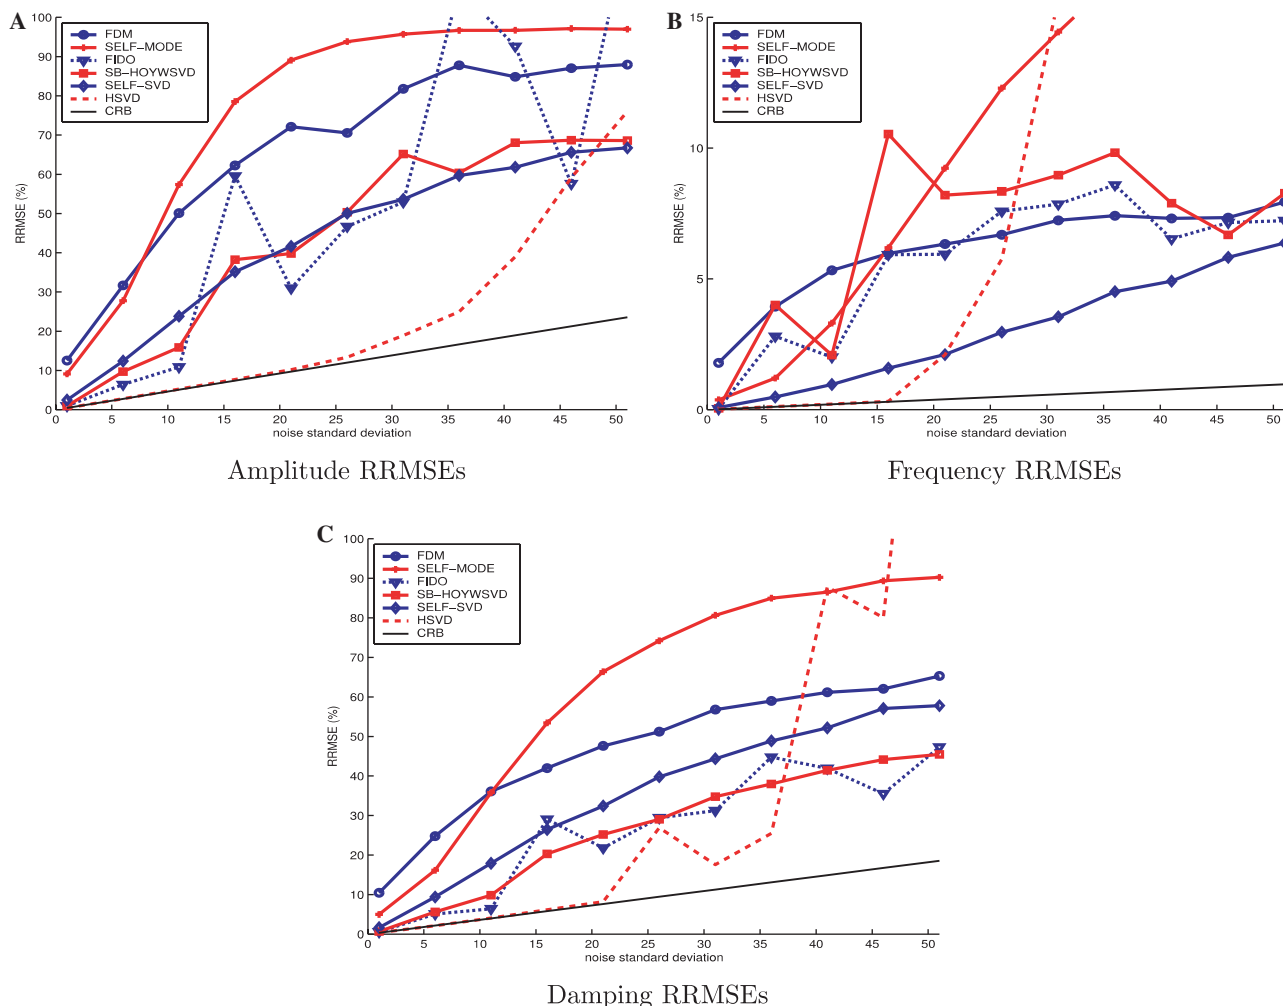 A
100
90
80
70
60
50
40
30
20
10
0
RRMSE (%)
FDM
SELF-MODE
FIDO
SB-HOYWSVD
SELF-SVD
HSVD
CRB
0 5 10 15 20 25 30 35 40 45 50
noise standard deviation
Amplitude RRMSEs
B
15
10
5
0
RRMSE (%)
FDM
SELF-MODE
FIDO
SB-HOYWSVD
SELF-SVD
HSVD
CRB
0 5 10 15 20 25 30 35 40 45 50
noise standard deviation
Frequency RRMSEs
C
100
90
80
70
60
50
40
30
20
10
0
RRMSE (%)
FDM
SELF-MODE
FIDO
SB-HOYWSVD
SELF-SVD
HSVD
CRB
0 5 10 15 20 25 30 35 40 45 50
noise standard deviation
Damping RRMSEs